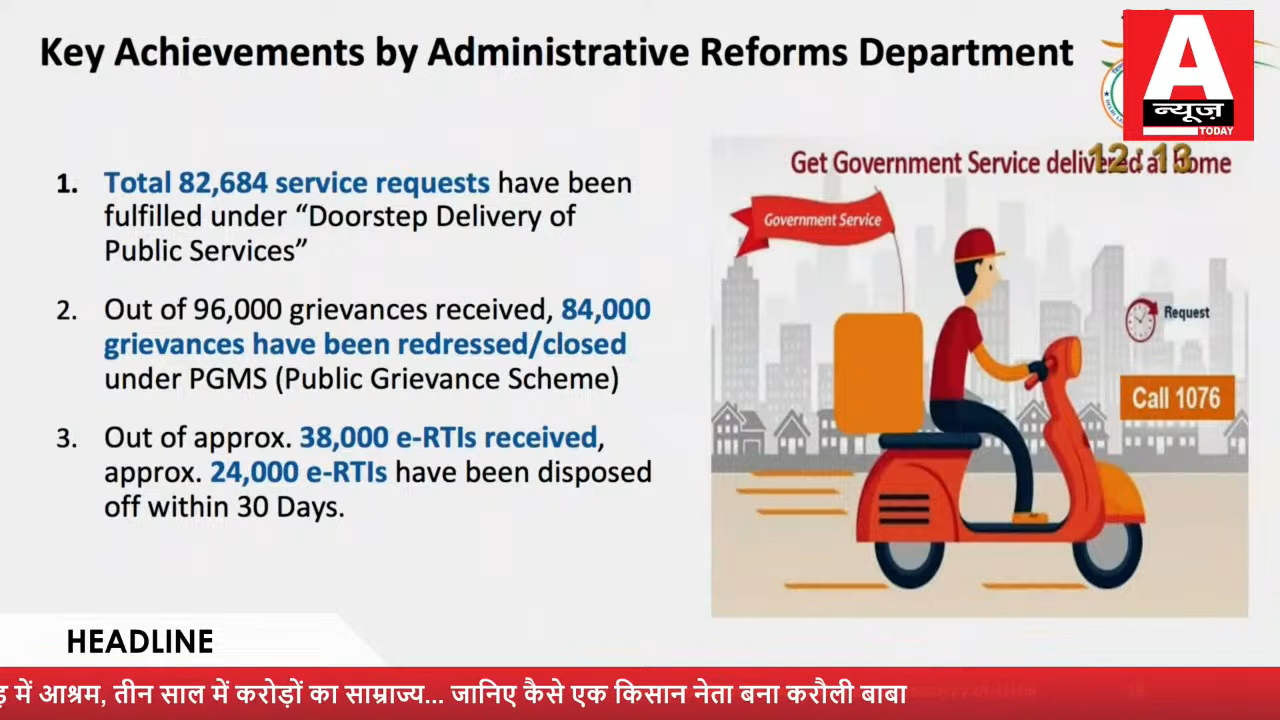 Key Achievements by Administrative Reforms Department
A
न्यूज़
TODAY
12:13
Get Government Service delivered at home
Government Service
1. Total 82,684 service requests have been
fulfilled under “Doorstep Delivery of
Public Services”
2. Out of 96,000 grievances received, 84,000
grievances have been redressed/closed
under PGMS (Public Grievance Scheme)
3. Out of approx. 38,000 e-RTIs received,
approx. 24,000 e-RTIs have been disposed
off within 30 Days.
Request
Call 1076
HEADLINE
में आश्रम, तीन साल में करोड़ों का साम्राज्य... जानिए कैसे एक किसान नेता बना करौली बाबा